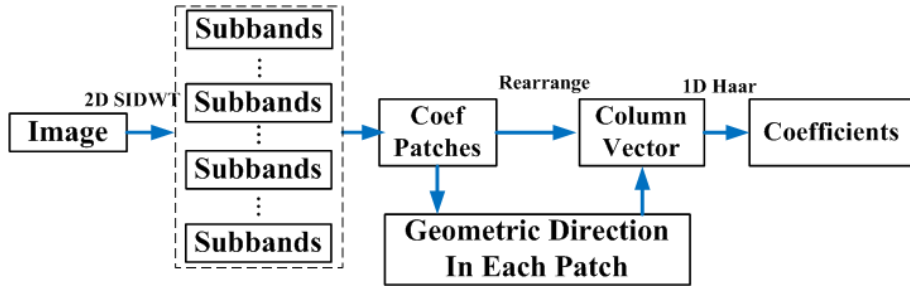 2D SIDWT
Image
Subbands
Subbands
Subbands
Subbands
Coef
Patches
Rearrange
Column
Vector
1D Haar
Coefficients
Geometric Direction
In Each Patch